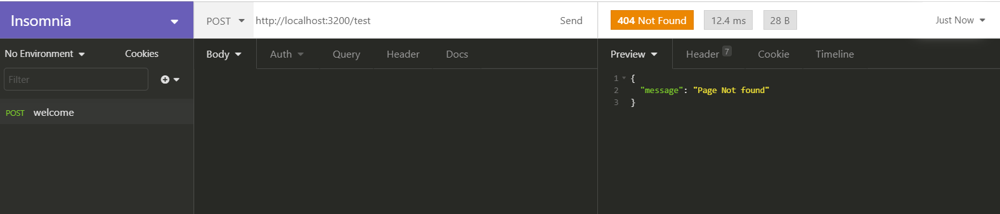 Insomnia
POST http://localhost:3200/test Send
404 Not Found 12.4 ms 28 B Just Now
No Environment Cookies
Body Auth Query Header Docs
Preview Header 7 Cookie Timeline
Filter
1 {
2 "message": "Page Not found"
3 }
POST welcome